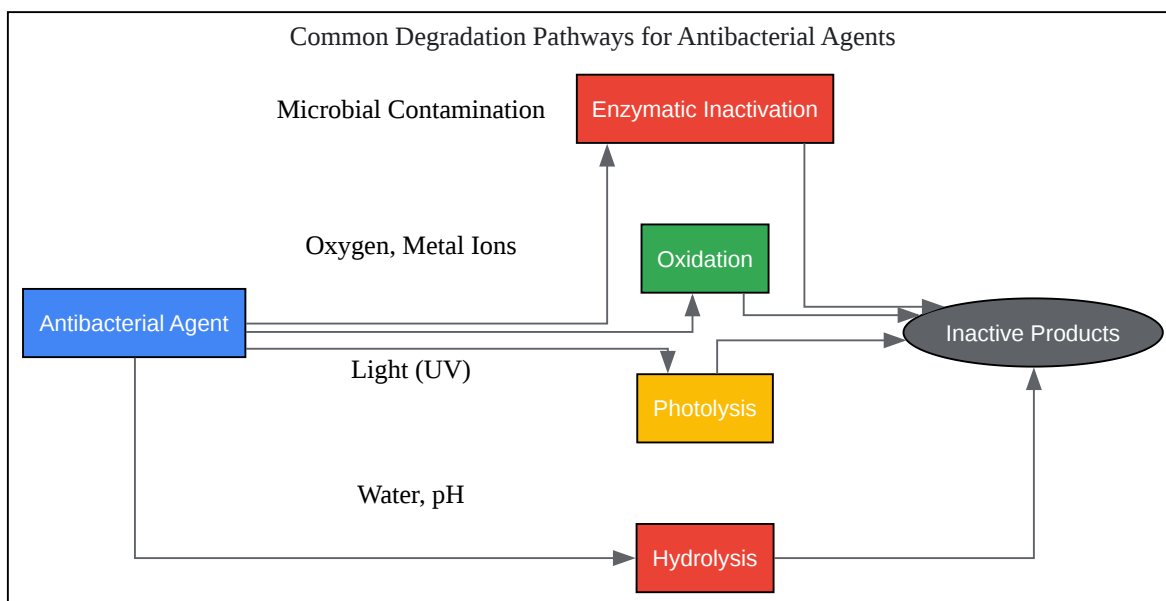 Common Degradation Pathways for Antibacterial Agents
Microbial Contamination
Enzymatic Inactivation
Oxygen, Metal Ions
Oxidation
Antibacterial Agent
Inactive Products
Light (UV)
Photolysis
Water, pH
Hydrolysis